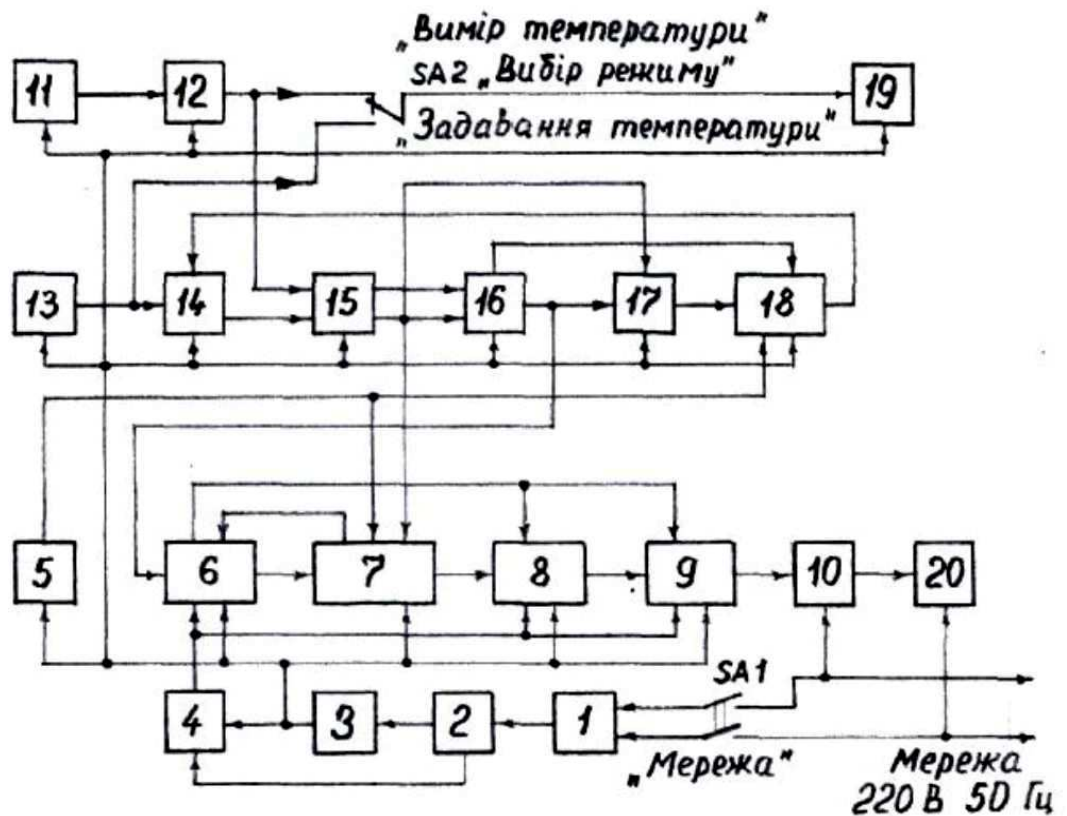 „Вимір температури"
11 12 SA2 „Вибір режиму" 19
„Задавання температури"
13 14 15 16 17 18
5 6 7 8 9 10 20
SA1
4 3 2 1
„Мережа" Мережа
220 В 50 Гц